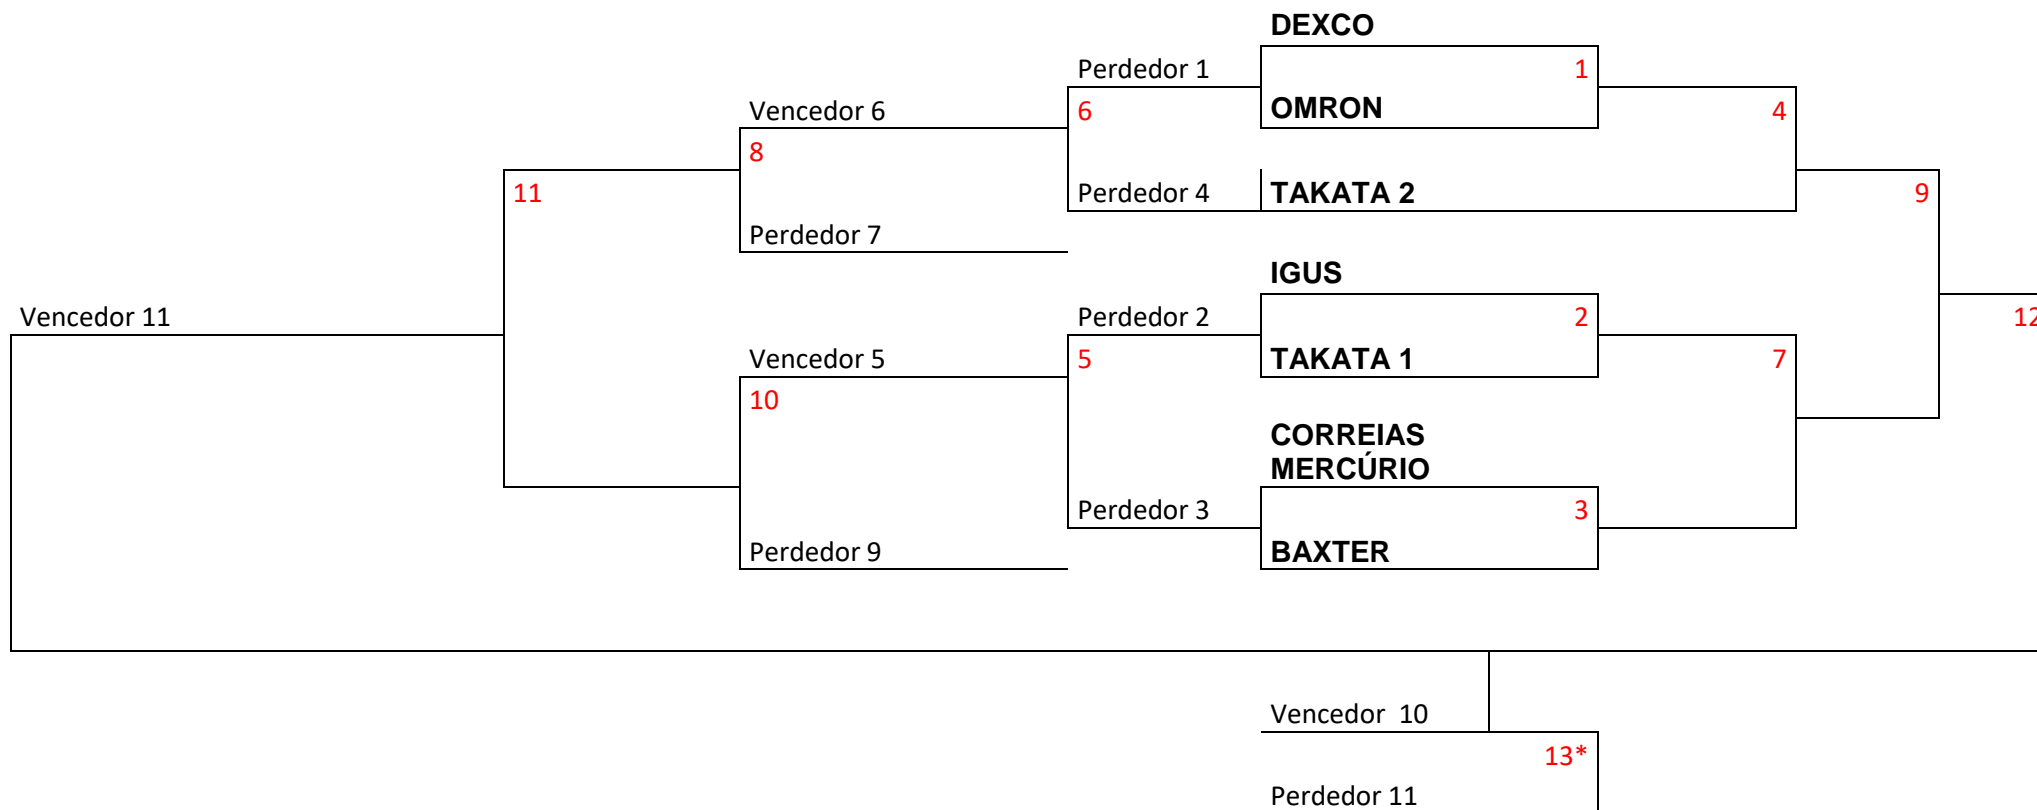 DEXCO
Perdedor 1
1
Vencedor 6
6
OMRON
4
8
11
Perdedor 4
TAKATA 2
9
Perdedor 7
IGUS
Vencedor 11
Perdedor 2
2
12
Vencedor 5
5
TAKATA 1
7
10
CORREIAS
MERCÚRIO
Perdedor 3
3
Perdedor 9
BAXTER
Vencedor 10
13*
Perdedor 11